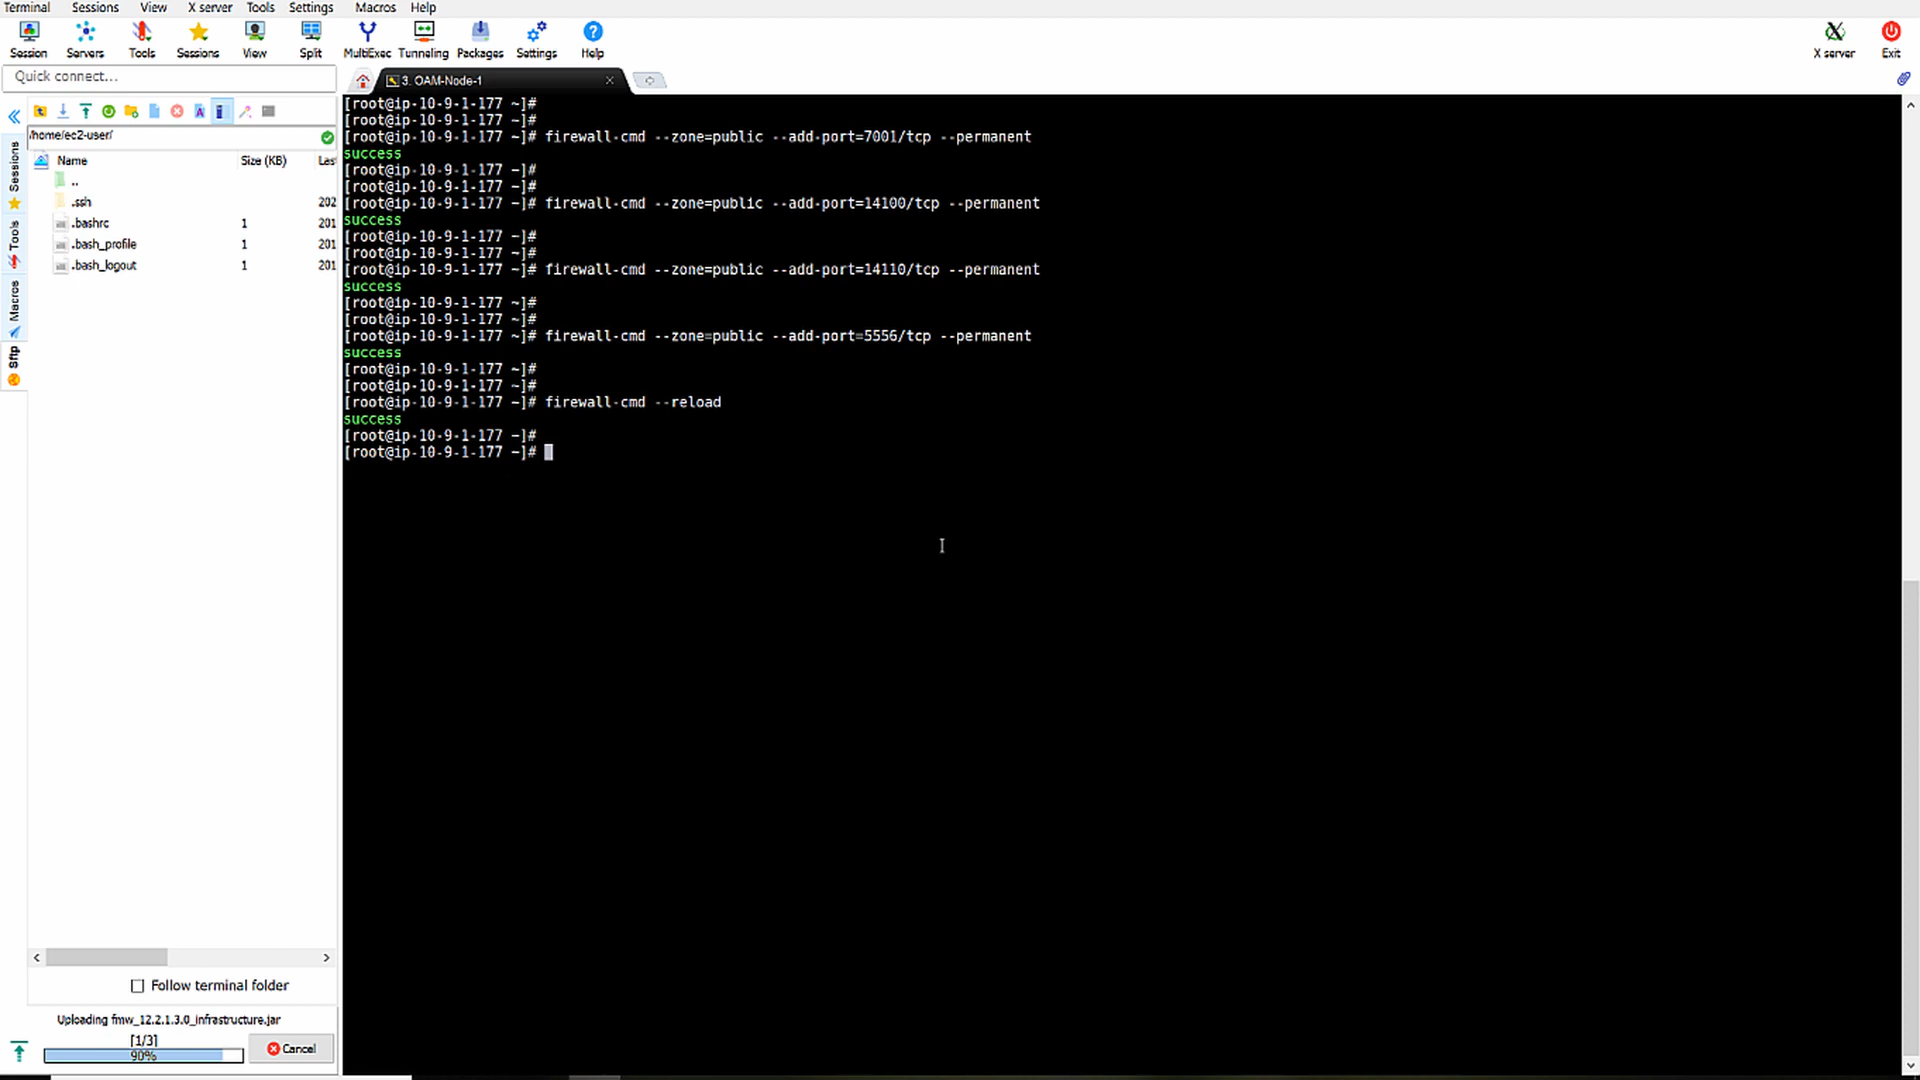 Terminal Sessions View X server Tools Settings Macros Help
Session Servers Tools Sessions View Split MultiExec Tunneling Packages Settings Help X server Exit
Quick connect...
3. OAM-Node-1
/home/ec2-user/
Name Size (KB) Las
..
.ssh 202
.bashrc 1 201
.bash_profile 1 201
.bash_logout 1 201
Sessions
Tools
Macros
Sftp
[root@ip-10-9-1-177 ~]#
[root@ip-10-9-1-177 ~]#
[root@ip-10-9-1-177 ~]# firewall-cmd --zone=public --add-port=7001/tcp --permanent
success
[root@ip-10-9-1-177 ~]#
[root@ip-10-9-1-177 ~]#
[root@ip-10-9-1-177 ~]# firewall-cmd --zone=public --add-port=14100/tcp --permanent
success
[root@ip-10-9-1-177 ~]#
[root@ip-10-9-1-177 ~]#
[root@ip-10-9-1-177 ~]# firewall-cmd --zone=public --add-port=14110/tcp --permanent
success
[root@ip-10-9-1-177 ~]#
[root@ip-10-9-1-177 ~]#
[root@ip-10-9-1-177 ~]# firewall-cmd --zone=public --add-port=5556/tcp --permanent
success
[root@ip-10-9-1-177 ~]#
[root@ip-10-9-1-177 ~]#
[root@ip-10-9-1-177 ~]# firewall-cmd --reload
success
[root@ip-10-9-1-177 ~]#
[root@ip-10-9-1-177 ~]#
Follow terminal folder
Uploading fmw_12.2.1.3.0_infrastructure.jar
[1/3]
90%
Cancel